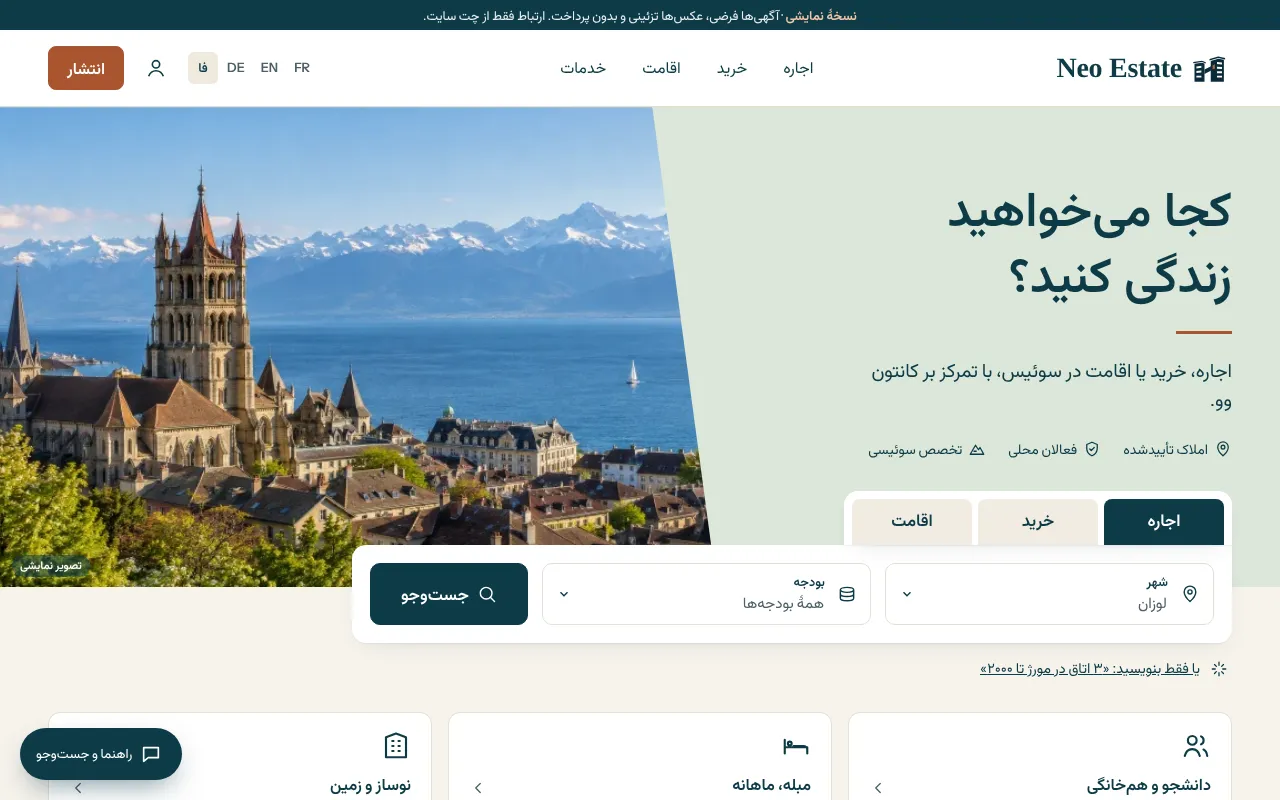 نسخهٔ نمایشی · آگهی‌ها فرضی، عکس‌ها تزئینی و بدون پرداخت. ارتباط فقط از چت سایت.
Neo Estate
اجاره
خرید
اقامت
خدمات
FR
EN
DE
فا
انتشار
کجا می‌خواهید
زندگی کنید؟
اجاره، خرید یا اقامت در سوئیس، با تمرکز بر کانتون
وو.
املاک تأییدشده
فعالان محلی
تخصص سوئیسی
اجاره
خرید
اقامت
شهر
لوزان
بودجه
همهٔ بودجه‌ها
جست‌وجو
تصویر نمایشی
یا فقط بنویسید: «۳ اتاق در مورژ تا ۲۰۰۰»
دانشجو و هم‌خانگی
مبله، ماهانه
نوساز و زمین
راهنما و جست‌وجو